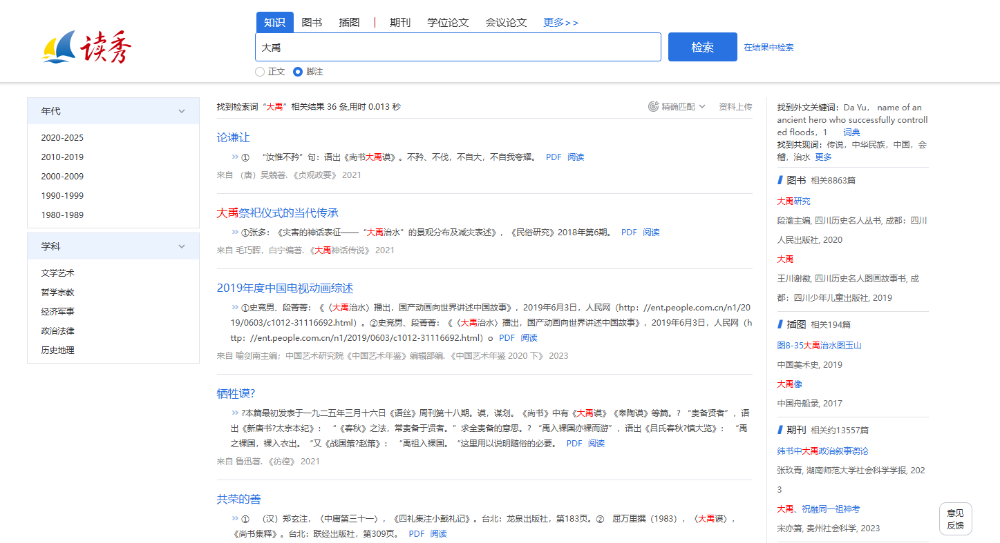 读秀
知识 图书 插图 | 期刊 学位论文 会议论文 更多>>
大禹
检索
在结果中检索
正文 脚注
年代
2020-2025
2010-2019
2000-2009
1990-1999
1980-1989
学科
文学艺术
哲学宗教
经济军事
政治法律
历史地理
找到检索词“大禹”相关结果 36 条,用时 0.013 秒
精确匹配
资料上传
论谦让
>> ① “汝惟不矜”句：语出《尚书大禹谟》。不矜、不伐，不自大，不自我夸耀。 PDF 阅读
来自 （唐）吴兢著.《贞观政要》 2021
大禹祭祀仪式的当代传承
>> ①张多：《灾害的神话表征——“大禹治水”的景观分布及减灾表述》，《民俗研究》2018年第6期。 PDF 阅读
来自 毛巧晖，白宁编著.《大禹神话传说》 2021
2019年度中国电视动画综述
>> ①史竞男、段菁菁：《〈大禹治水〉播出，国产动画向世界讲述中国故事》，2019年6月3日，人民网（http：//ent.people.com.cn/n1/20
19/0603/c1012-31116692.html）。②史竞男、段菁菁：《〈大禹治水〉播出，国产动画向世界讲述中国故事》，2019年6月3日，人民网（h
ttp：//ent.people.com.cn/n1/2019/0603/c1012-31116692.html）o PDF 阅读
来自 喻剑南主编；中国艺术研究院《中国艺术年鉴》编辑部编.《中国艺术年鉴 2020 下》 2023
牺牲谟?
>> ?本篇最初发表于一九二五年三月十六日《语丝》周刊第十八期。谟，谋划。《尚书》中有《大禹谟》《皋陶谟》等篇。? “责备贤者”，语
出《新唐书?太宗本纪》：“《春秋》之法，常责备于贤者。”求全责备的意思。? “禹入裸国亦裸而游”，语出《吕氏春秋?慎大览》：“禹
之裸国，裸入衣出。“又《战国策?赵策》：“禹祖入裸国。“这里用以说明随俗的必要。 PDF 阅读
来自 鲁迅著.《彷徨》 2021
共荣的善
>> ① （汉）郑玄注，〈中庸第三十一〉，《四礼集注小戴礼记》。台北：龙泉出版社，第183页。② 屈万里撰（1983），〈大禹谟〉，
《尚书集释》。台北：联经出版社，第309页。 PDF 阅读
找到外文关键词：Da Yu， name of an
ancient hero who successfully controll
ed floods，1 词典
找到共现词：传说，中华民族，中国，会
稽，治水 更多
图书 相关8863篇
大禹研究
段渝主编, 四川历史名人丛书, 成都：四川
人民出版社, 2020
大禹
王川谢徽, 四川历史名人图画故事书, 成
都：四川少年儿童出版社, 2019
插图 相关194篇
图8-35大禹治水图玉山
中国美术史, 2019
大禹像
中国舟船录, 2017
期刊 相关约13557篇
纬书中大禹政治叙事谫论
张玖青, 湖南师范大学社会科学学报, 202
3
大禹、祝融同一祖神考
宋亦箫, 贵州社会科学, 2023
意见
反馈